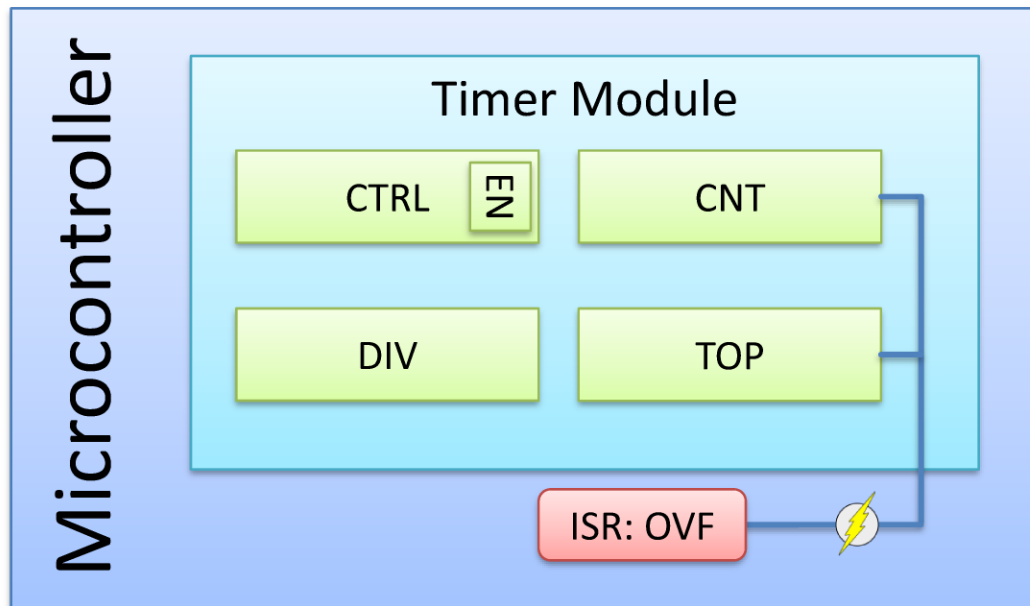 Microcontroller
Timer Module
CTRL
EN
CNT
DIV
TOP
ISR: OVF